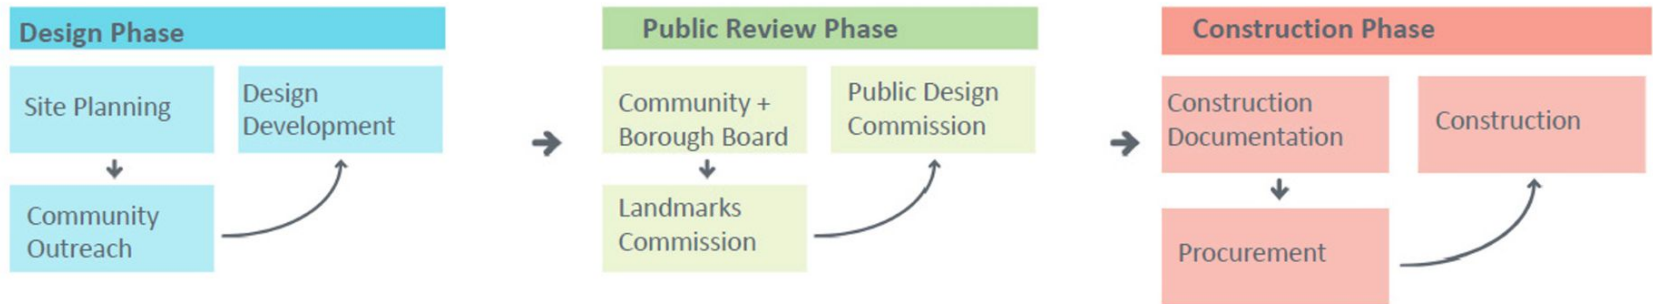 Design Phase
Site Planning
Community
Outreach
Design
Development
Public Review Phase
Community +
Borough Board
Landmarks
Commission
Public Design
Commission
Construction Phase
Construction
Documentation
Procurement
Construction